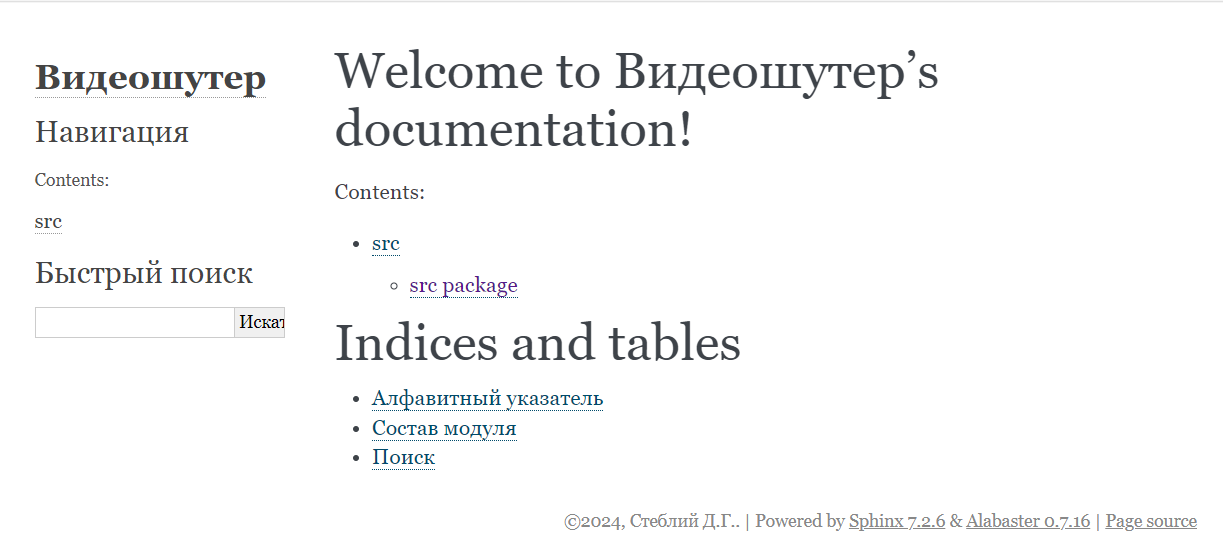 Видеошутер
Навигация
Contents:
src
Быстрый поиск
Искат
Welcome to Видеошутер’s
documentation!
Contents:
src
src package
Indices and tables
Алфавитный указатель
Состав модуля
Поиск
©2024, Стеблий Д.Г.. | Powered by Sphinx 7.2.6 & Alabaster 0.7.16 | Page source